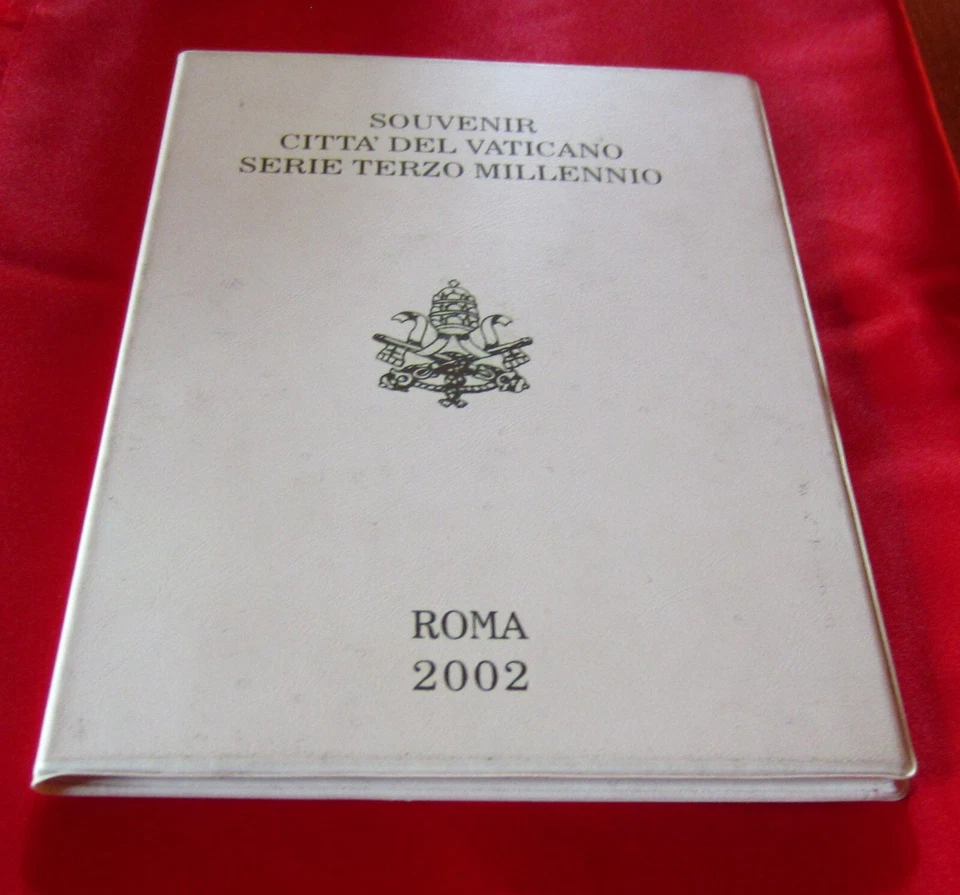 SOUVENIR
CITTA' DEL VATICANO
SERIE TERZO MILLENNIO
ROMA
2002